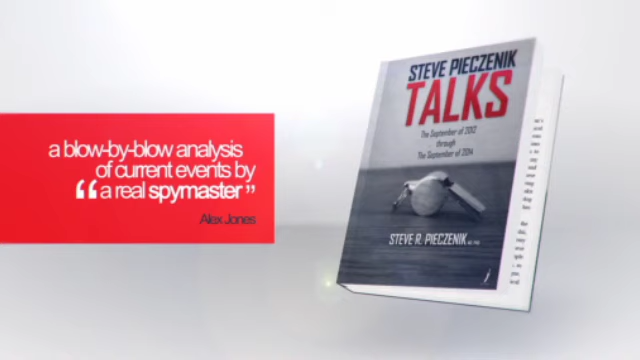 a blow-by-blow analysis
of current events by
“ a real spymaster ”
Alex Jones
STEVE PIECZENIK
TALKS
The September of 2012
through
The September of 2014
STEVE R. PIECZENIK